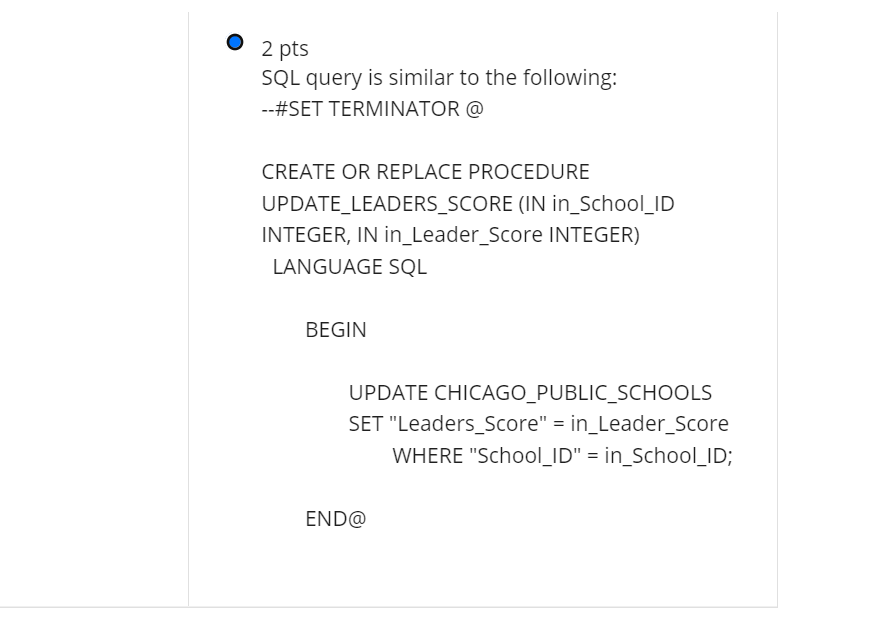 2 pts
SQL query is similar to the following:
--#SET TERMINATOR @
CREATE OR REPLACE PROCEDURE
UPDATE_LEADERS_SCORE (IN in_School_ID
INTEGER, IN in_Leader_Score INTEGER)
LANGUAGE SQL
BEGIN
UPDATE CHICAGO_PUBLIC_SCHOOLS
SET "Leaders_Score" = in_Leader_Score
WHERE "School_ID" = in_School_ID;
END@